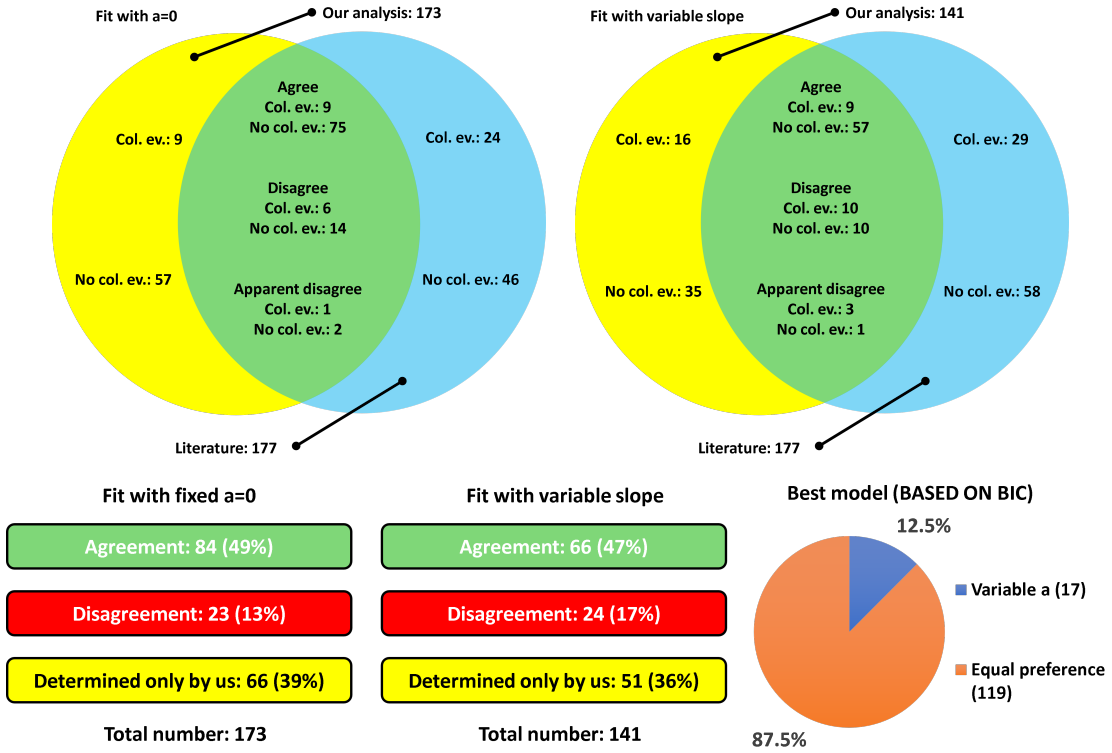 Fit with a=0
Our analysis: 173
Agree
Col. ev.: 9
No col. ev.: 75
Col. ev.: 9
Col. ev.: 24
Disagree
Col. ev.: 6
No col. ev.: 14
No col. ev.: 57
No col. ev.: 46
Apparent disagree
Col. ev.: 1
No col. ev.: 2
Literature: 177
Fit with variable slope
Our analysis: 141
Agree
Col. ev.: 9
No col. ev.: 57
Col. ev.: 16
Col. ev.: 29
Disagree
Col. ev.: 10
No col. ev.: 10
No col. ev.: 35
No col. ev.: 58
Apparent disagree
Col. ev.: 3
No col. ev.: 1
Literature: 177
Fit with fixed a=0
Agreement: 84 (49%)
Disagreement: 23 (13%)
Determined only by us: 66 (39%)
Total number: 173
Fit with variable slope
Agreement: 66 (47%)
Disagreement: 24 (17%)
Determined only by us: 51 (36%)
Total number: 141
Best model (BASED ON BIC)
12.5%
Variable a (17)
Equal preference
(119)
87.5%